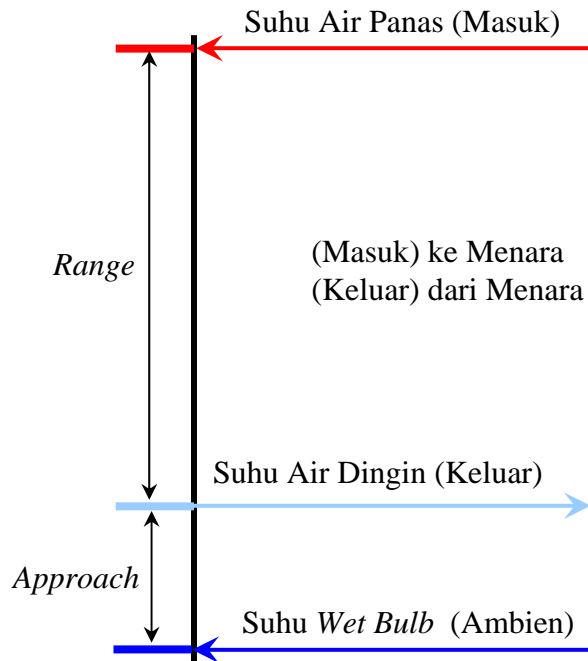 Suhu Air Panas (Masuk)
Range
(Masuk) ke Menara
(Keluar) dari Menara
Suhu Air Dingin (Keluar)
Approach
Suhu Wet Bulb (Ambien)